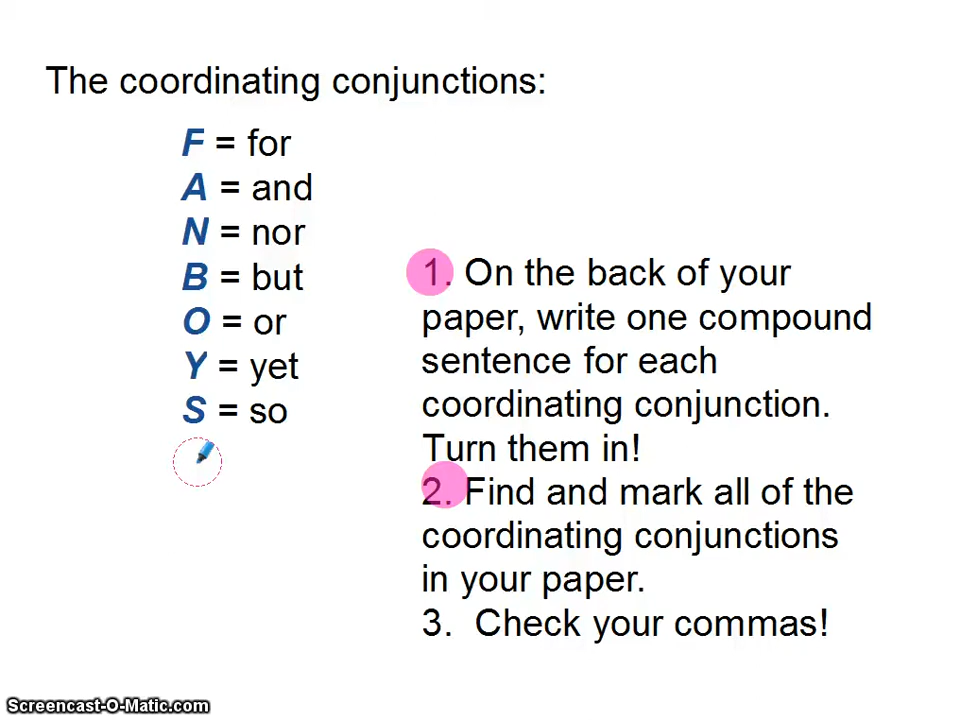 The coordinating conjunctions:
F = for
A = and
N = nor
B = but
O = or
Y = yet
S = so
1. On the back of your
paper, write one compound
sentence for each
coordinating conjunction.
Turn them in!
2. Find and mark all of the
coordinating conjunctions
in your paper.
3. Check your commas!
Screencast-O-Matic.com